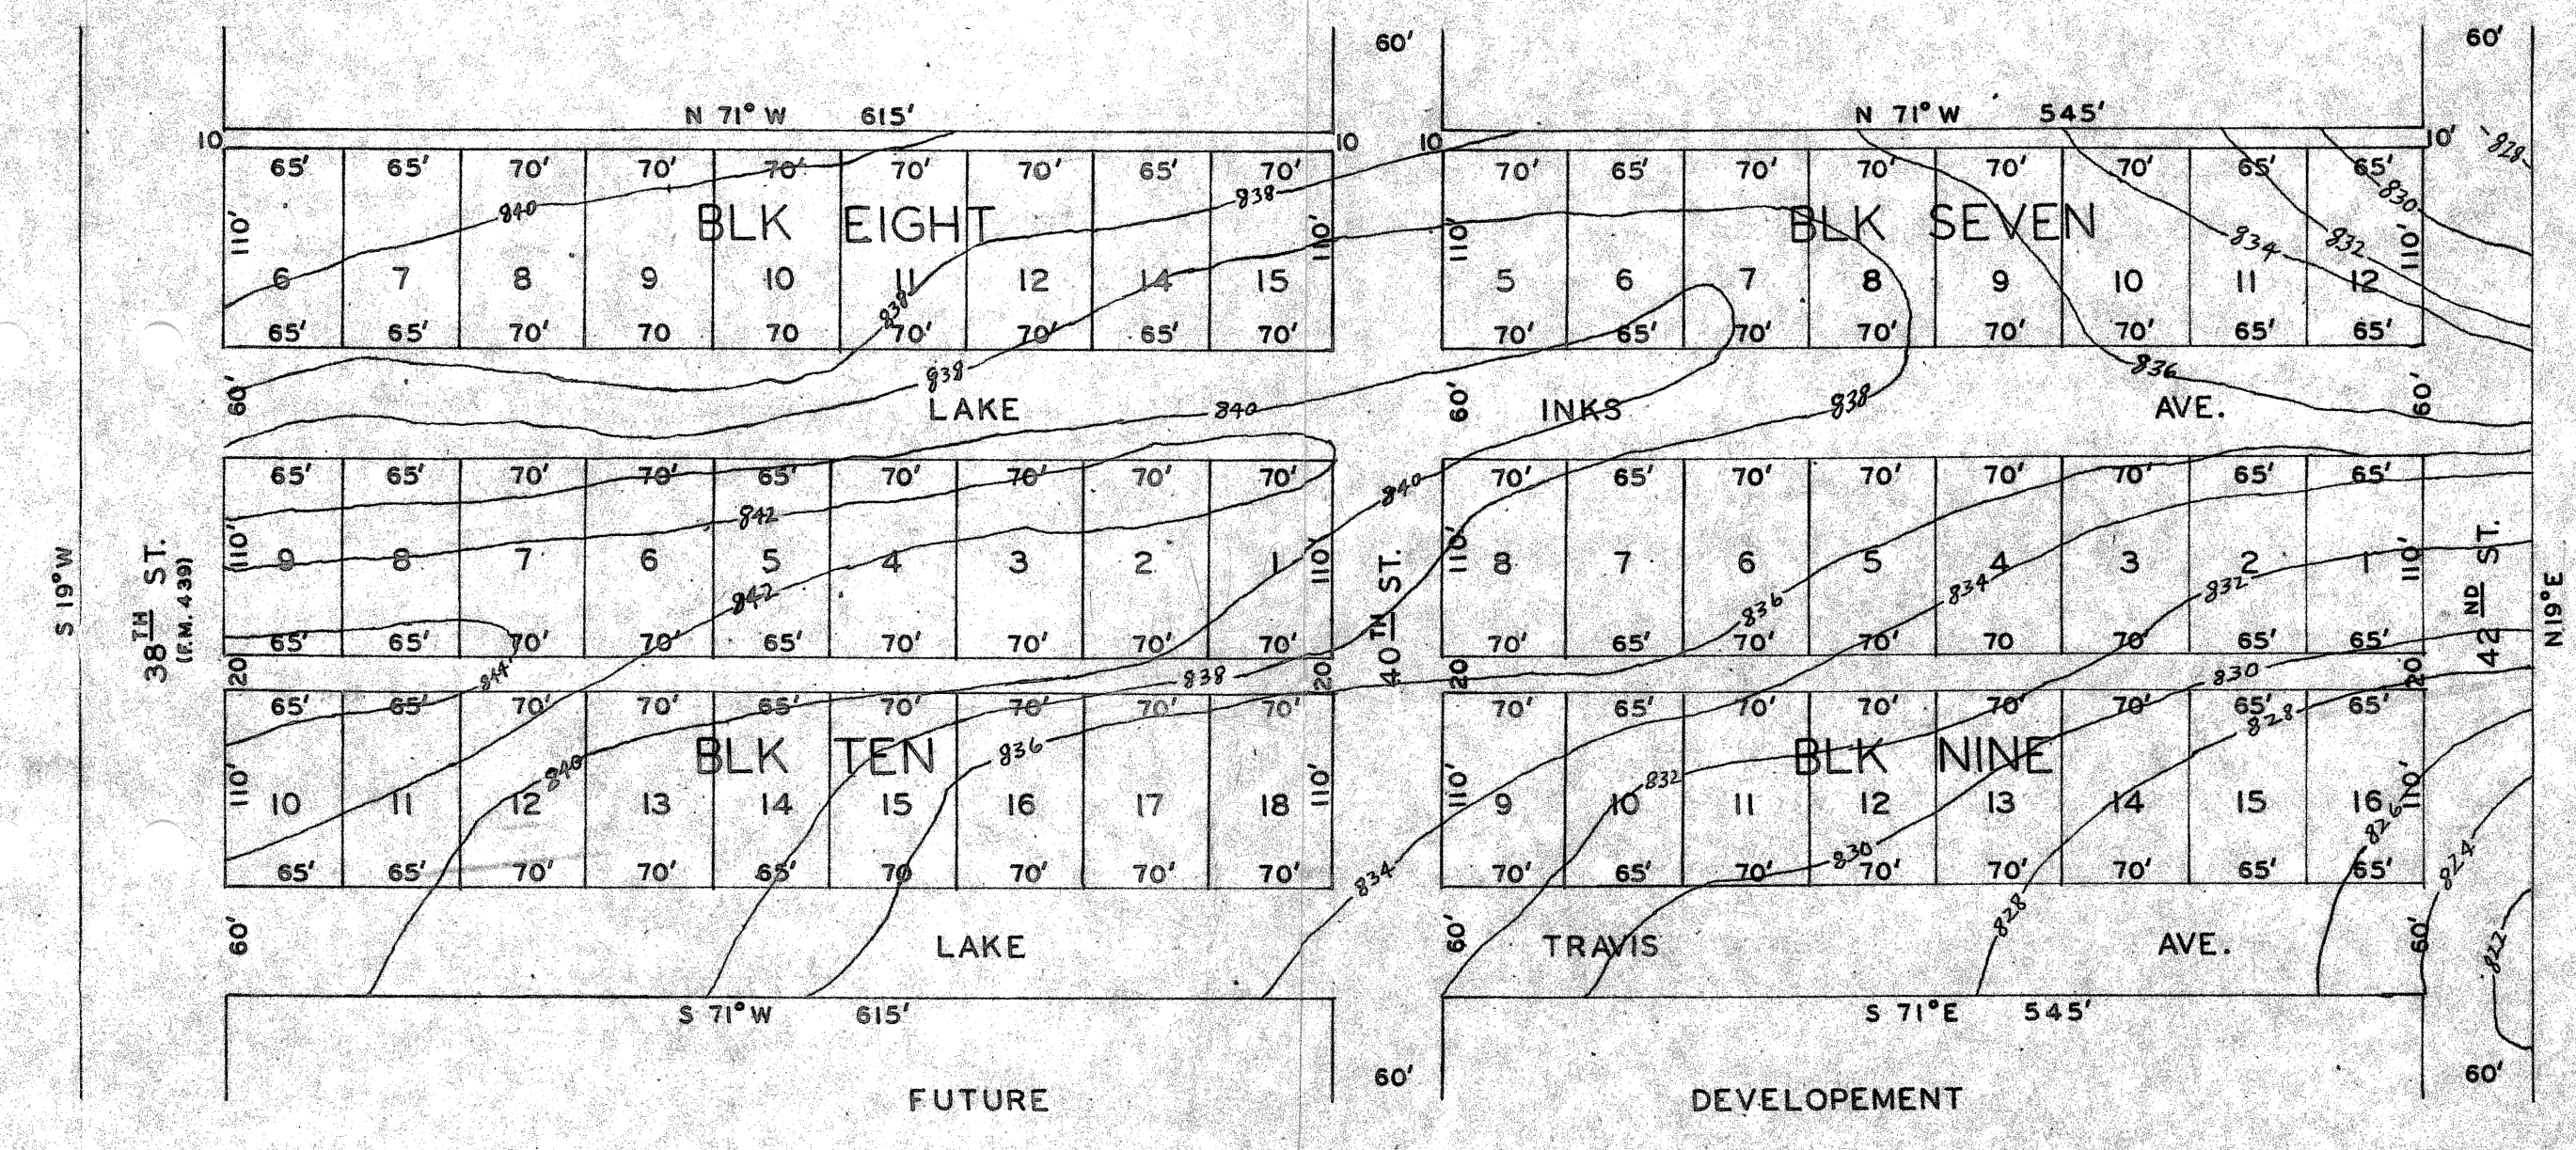 60' 60'
N 71° W 615' N 71° W 545'
10 10 10 10' 828
65' 65' 70' 70' 70' 70' 70' 65' 70' 70' 65' 70' 70' 70' 70' 65' 65'
840 838 830
110' BLK EIGHT 110' 110' BLK SEVEN 834 832 110'
6 7 8 9 10 11 12 14 15 5 6 7 8 9 10 11 12
838
65' 65' 70' 70 70 70' 70' 65' 70' 70' 65' 70' 70' 70' 70' 65' 65'
838 836
60' LAKE 840 60' INKS 838 AVE. 60'
65' 65' 70' 70' 65' 70' 70' 70' 70' 70' 65' 70' 70' 70' 70' 65' 65'
842 840
S 19° W 38TH ST. (F.M. 439) 110' 9 8 7 6 5 4 3 2 1 110' 40TH ST. 110' 8 7 6 5 4 3 2 1 110' 42ND ST. N 19° E
842 836 834 832
65' 65' 70' 70' 65' 70' 70' 70' 70' 70' 65' 70' 70' 70 70' 65' 65'
20 844 838 20 20 830 20
65' 65' 70' 70' 65' 70' 70' 70' 70' 70' 65' 70' 70' 70' 70' 65' 65'
828
840 BLK TEN 836 832 BLK NINE
110' 10 11 12 13 14 15 16 17 18 110' 110' 9 10 11 12 13 14 15 16 110'
826
65' 65' 70' 70' 65' 70 70' 70' 70' 834 70' 65' 70' 830 70' 70' 70' 65' 65' 824
828
60' LAKE 60' TRAVIS AVE. 60' 822
S 71° W 615' S 71° E 545'
60' 60'
FUTURE DEVELOPEMENT